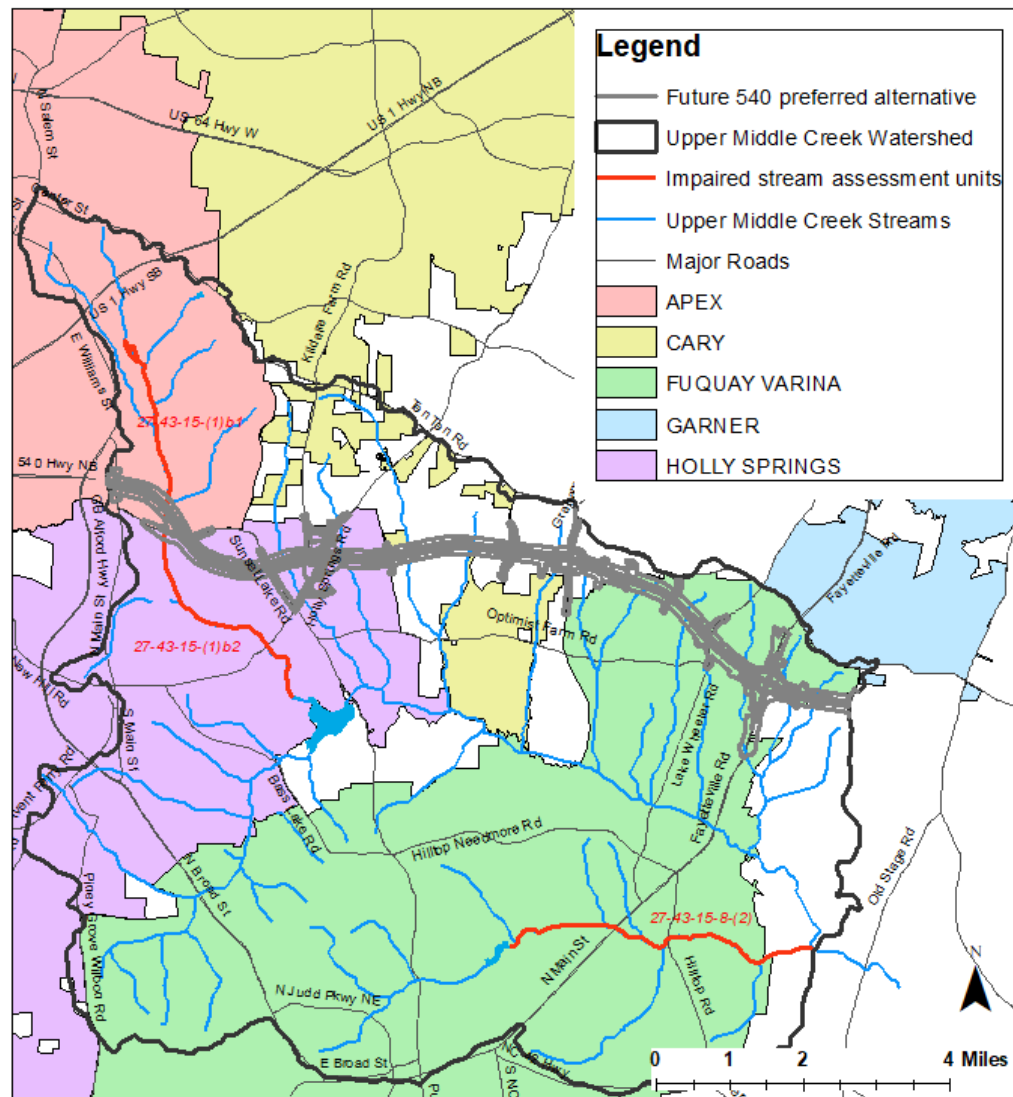 Legend
Future 540 preferred alternative
Upper Middle Creek Watershed
Impaired stream assessment units
Upper Middle Creek Streams
Major Roads
APEX
CARY
FUQUAY VARINA
GARNER
HOLLY SPRINGS
N Salem St
US 64 Hwy W
US 1 Hwy NB
Center St
US 1 Hwy SB
Kildaire Farm Rd
E Williams St
Ten Ten Rd
27-43-15-(1)b1
540 Hwy NB
GB Alford Hwy
N Main St
Sunset Lake Rd
Holly Springs Rd
Fayetteville Rd
Optimist Farm Rd
27-43-15-(1)b2
New Hill Rd
S Main St
Lake Wheeler Rd
Fayetteville Rd
Bass Lake Rd
Hilltop Needmore Rd
Old Stage Rd
N Broad St
Piney Grove Wilbon Rd
27-43-15-8-(2)
N Main St
Hilltop Rd
N Judd Pkwy NE
E Broad St
N
0 1 2 4 Miles